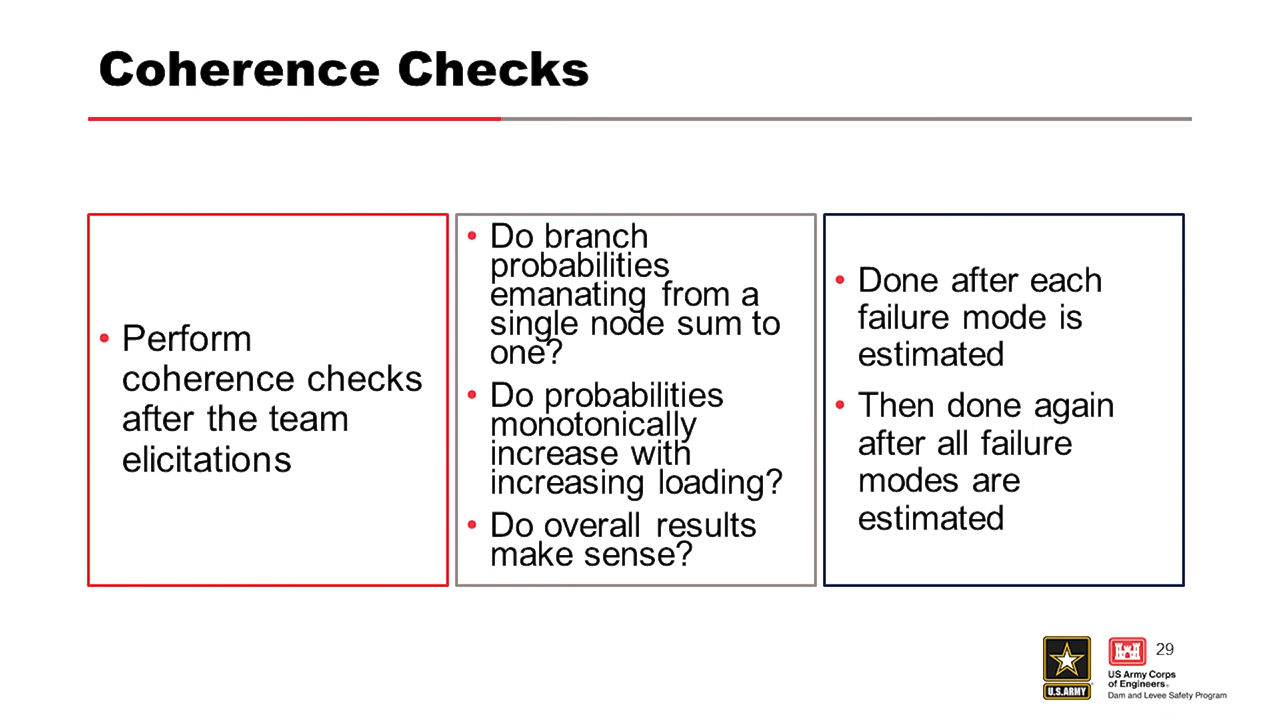 Coherence Checks
• Perform
coherence checks
after the team
elicitations
• Do branch
probabilities
emanating from a
single node sum to
one?
• Do probabilities
monotonically
increase with
increasing loading?
• Do overall results
make sense?
• Done after each
failure mode is
estimated
• Then done again
after all failure
modes are
estimated
U.S.ARMY
29
US Army Corps
of Engineers®
Dam and Levee Safety Program